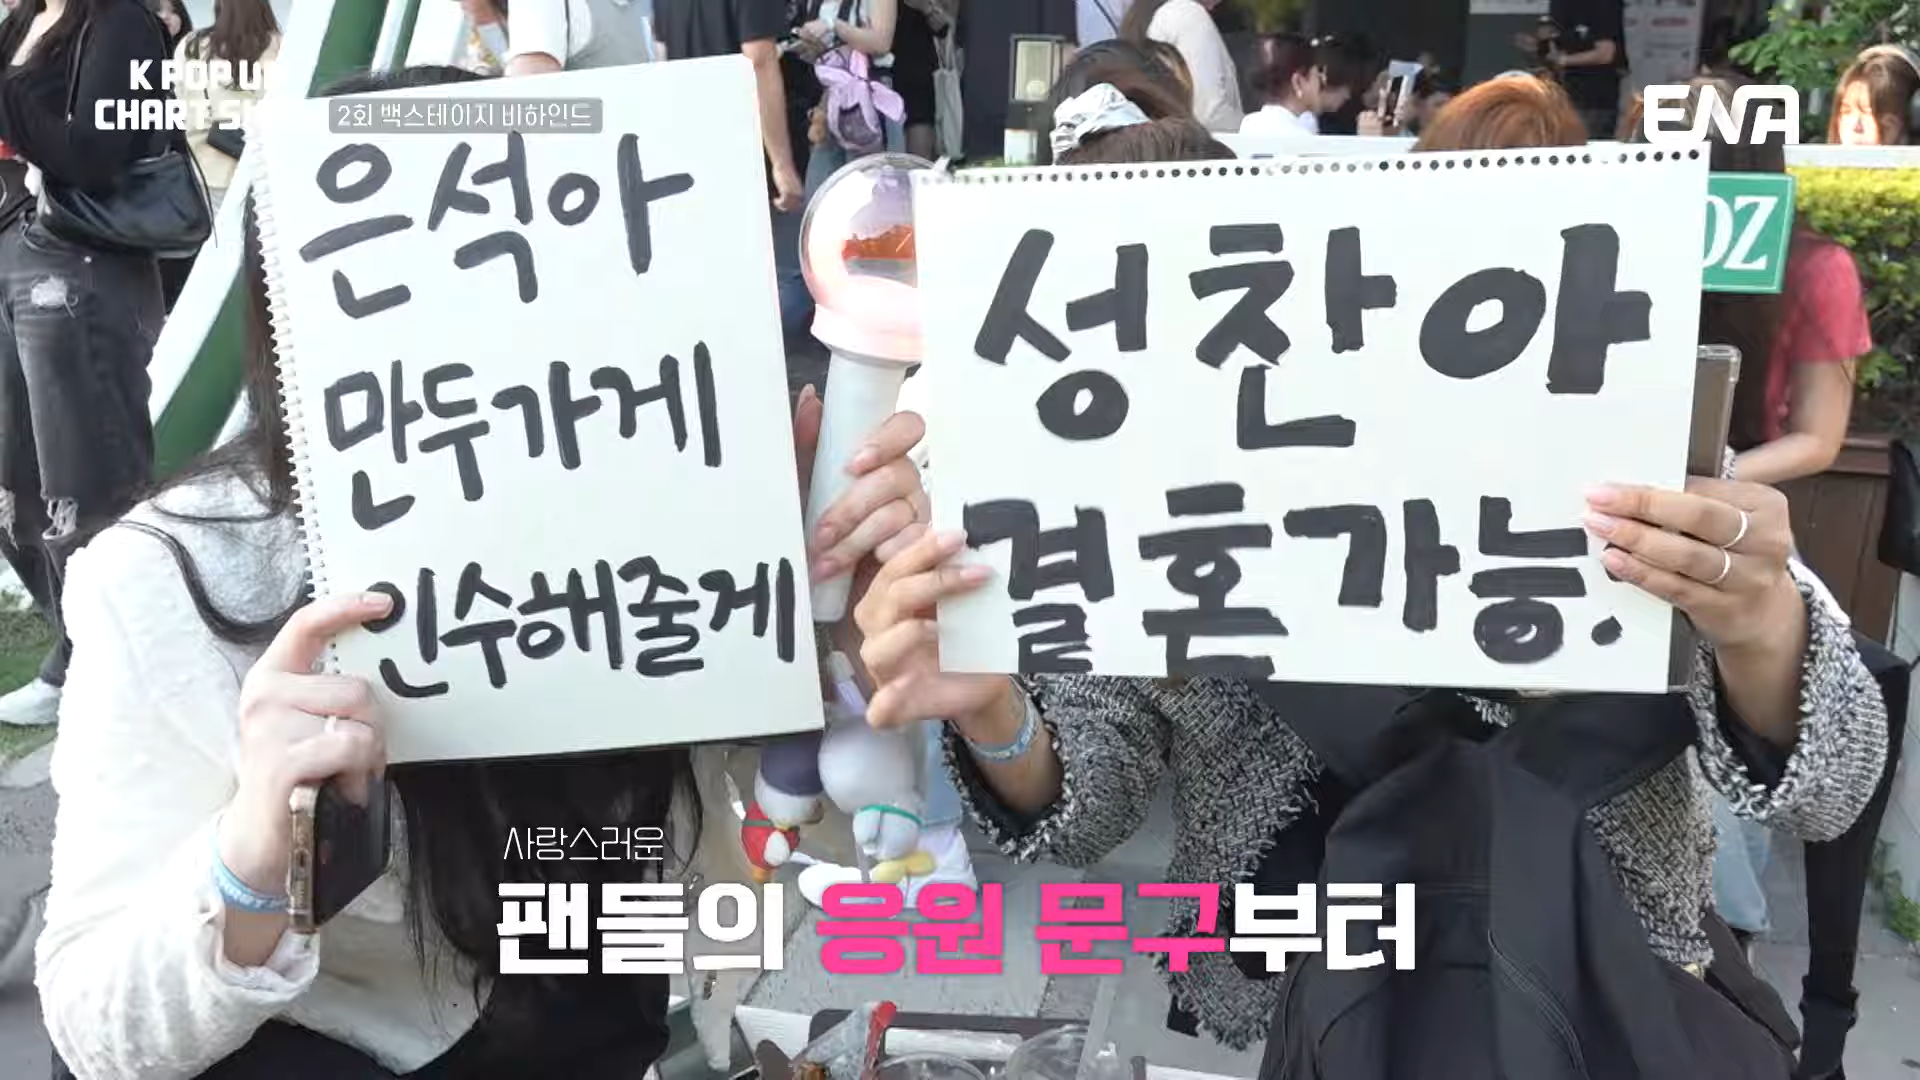 K POP UP
CHART S
2회 백스테이지 비하인드
ENA
은석아
만두가게
인수해줄게
성찬아
결혼가능.
OZ
사랑스러운
팬들의 응원 문구부터